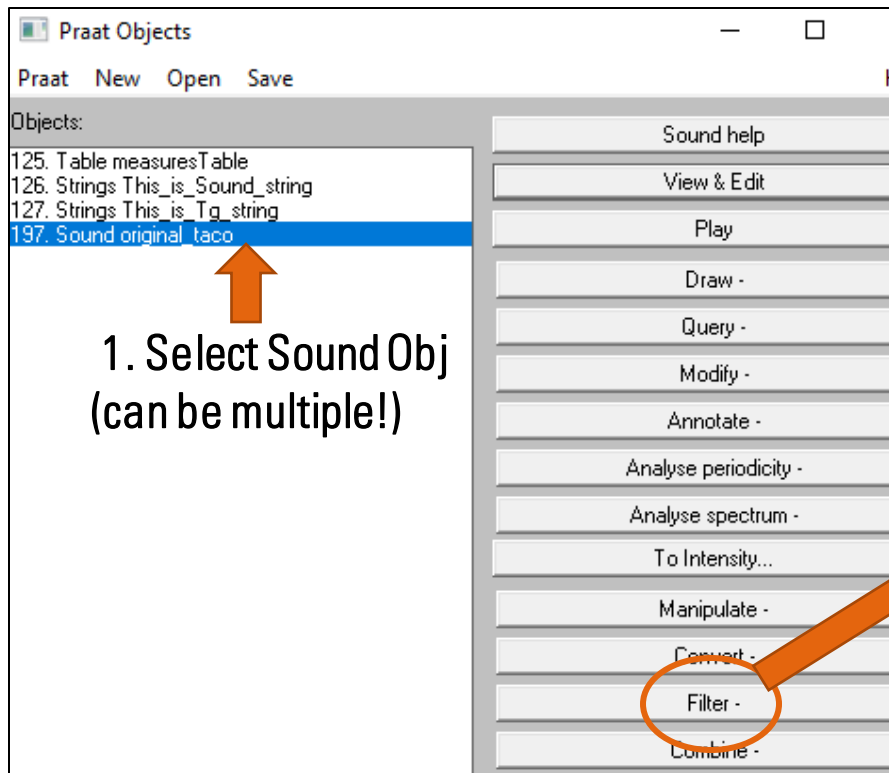 Praat Objects
Praat New Open Save
Objects:
125. Table measuresTable
126. Strings This_is_Sound_string
127. Strings This_is_Tg_string
197. Sound original_taco
1. Select Sound Obj
(can be multiple!)
Sound help
View & Edit
Play
Draw -
Query -
Modify -
Annotate -
Analyse periodicity -
Analyse spectrum -
To Intensity...
Manipulate -
Convert -
Filter -
Combine -